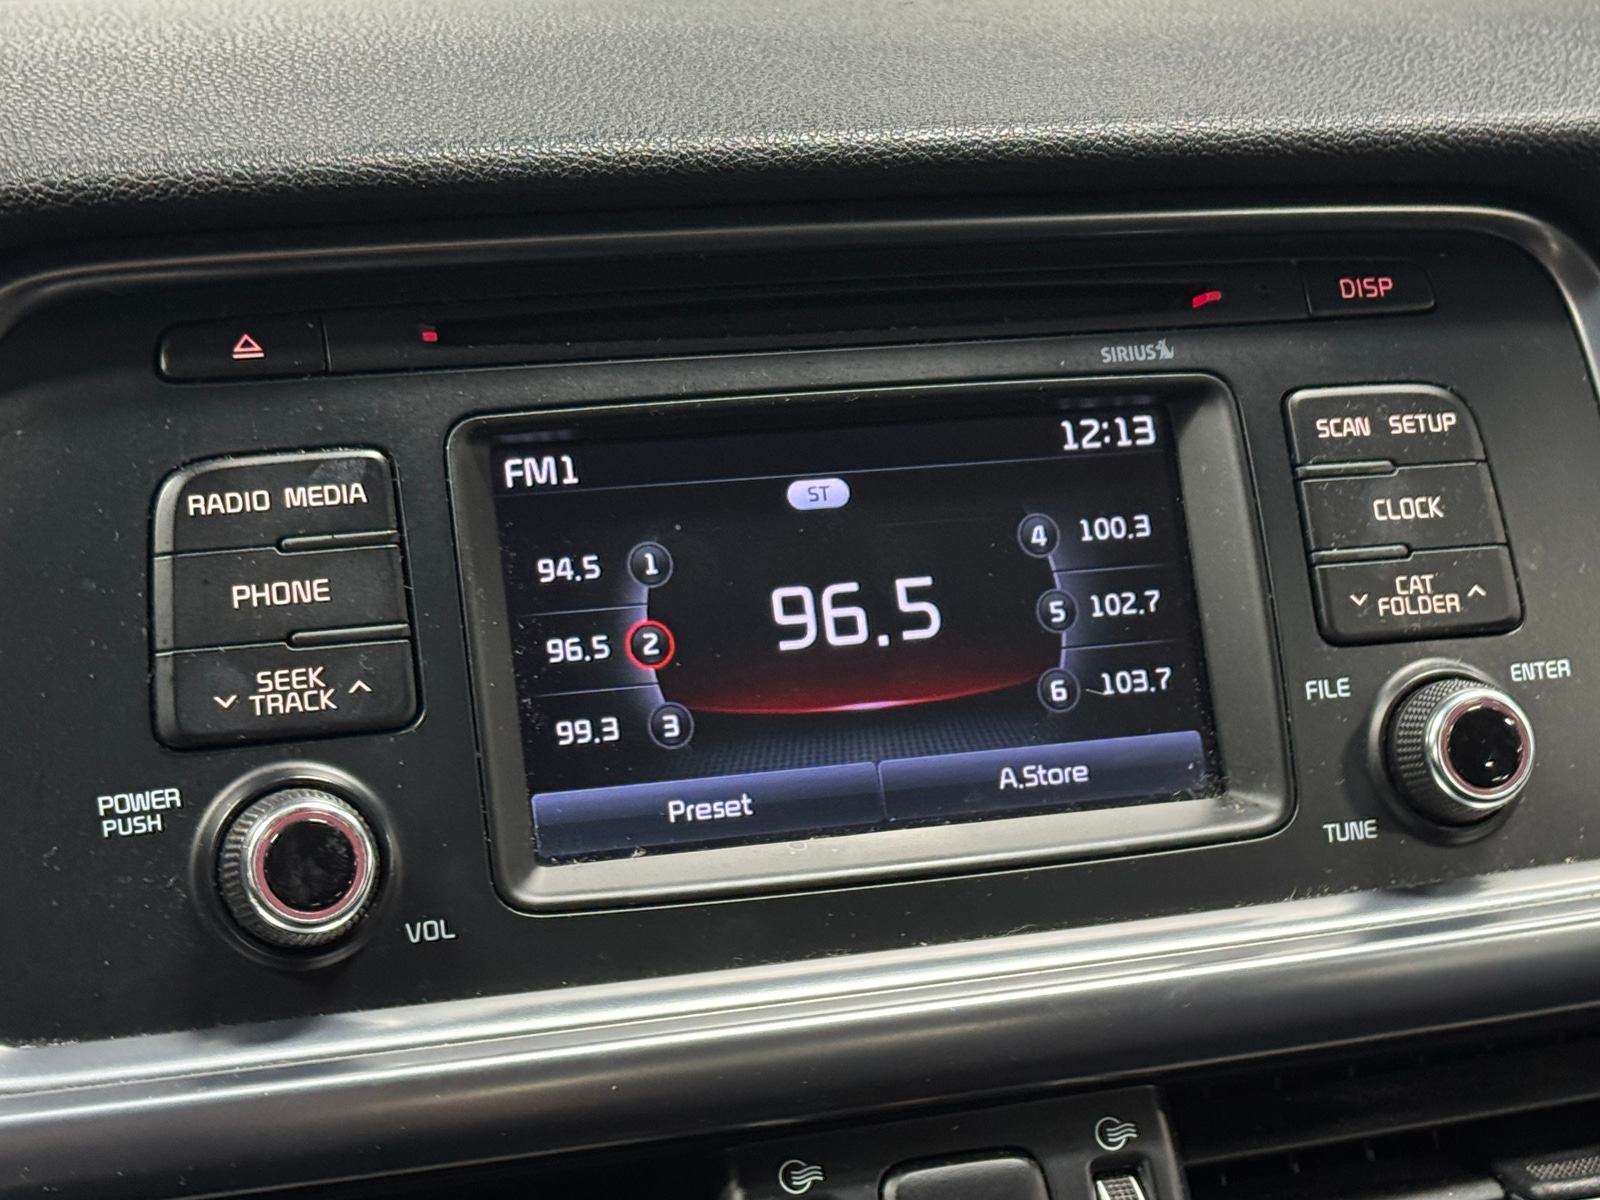 DISP
SIRIUS
RADIO MEDIA
PHONE
SEEK
TRACK
POWER
PUSH
VOL
FM1
12:13
ST
94.5 1
96.5 2
99.3 3
96.5
4 100.3
5 102.7
6 103.7
Preset
A.Store
SCAN SETUP
CLOCK
CAT
FOLDER
FILE
ENTER
TUNE